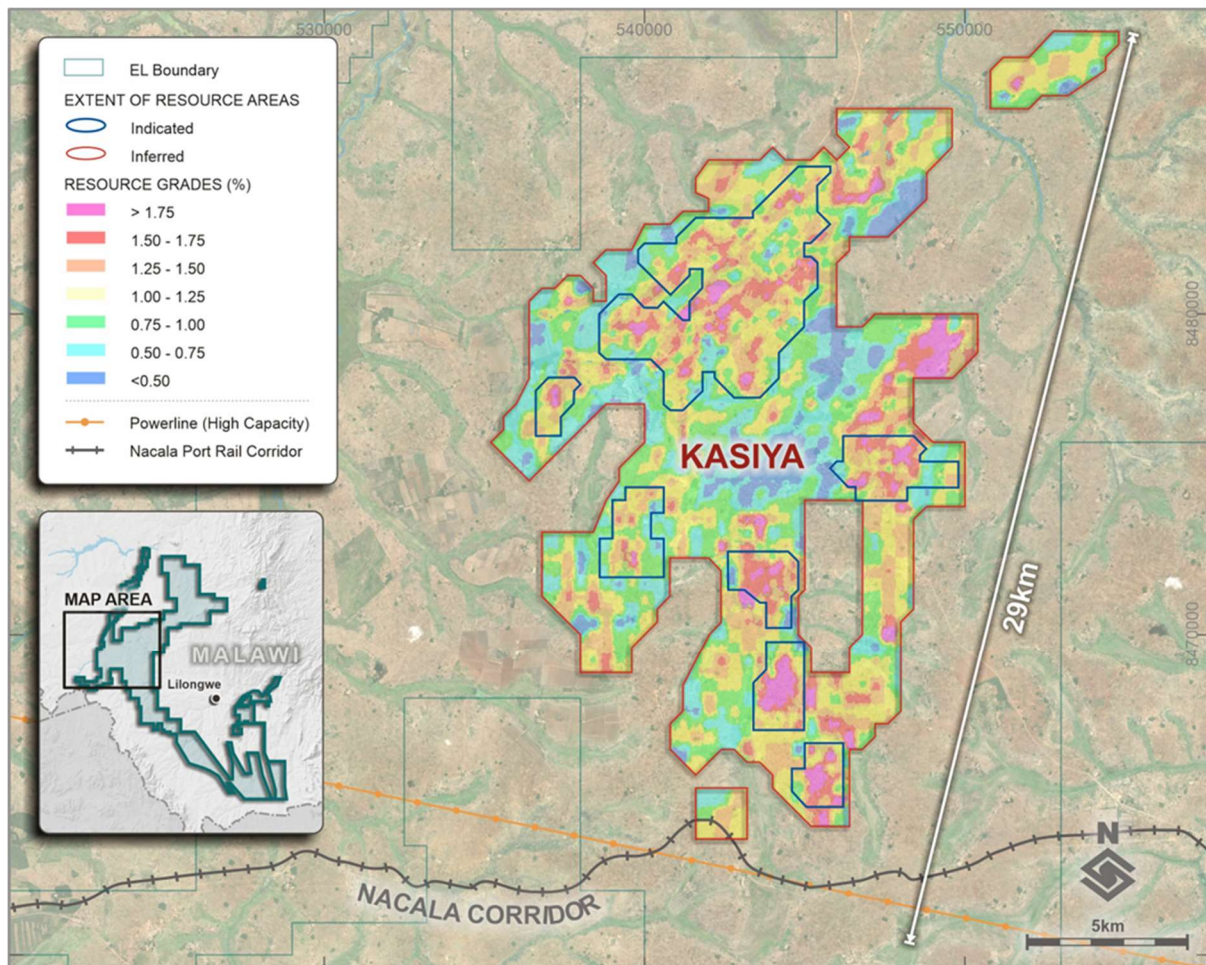 530000
540000
550000
EL Boundary
EXTENT OF RESOURCE AREAS
Indicated
Inferred
RESOURCE GRADES (%)
> 1.75
1.50 - 1.75
1.25 - 1.50
1.00 - 1.25
0.75 - 1.00
0.50 - 0.75
<0.50
Powerline (High Capacity)
Nacala Port Rail Corridor
8480000
KASIYA
MAP AREA
MALAWI
Lilongwe
29km
8470000
NACALA CORRIDOR
N
5km